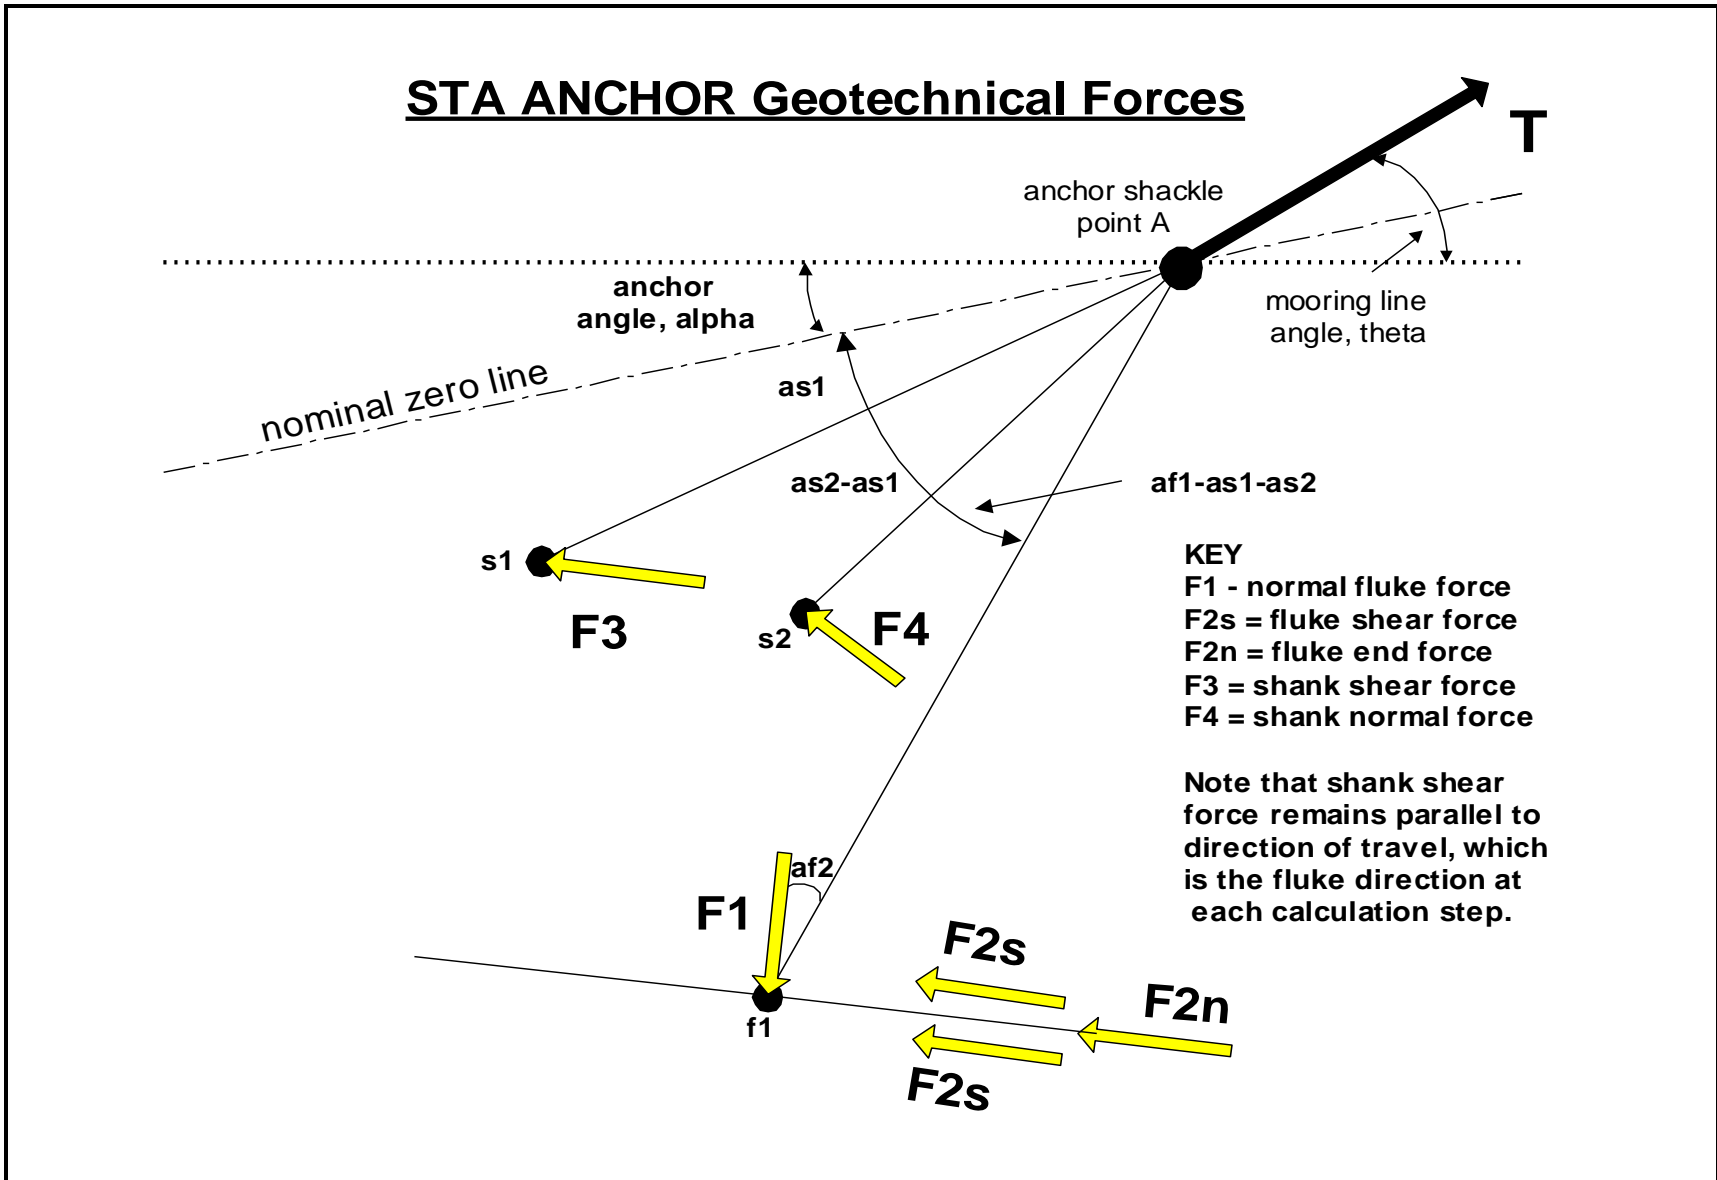 STA ANCHOR Geotechnical Forces
T
anchor shackle
point A
anchor
angle, alpha
mooring line
angle, theta
nominal zero line
as1
as2-as1
af1-as1-as2
s1
F3
s2
F4
KEY
F1 - normal fluke force
F2s = fluke shear force
F2n = fluke end force
F3 = shank shear force
F4 = shank normal force
Note that shank shear
force remains parallel to
direction of travel, which
is the fluke direction at
each calculation step.
af2
F1
F2s
F2n
f1
F2s